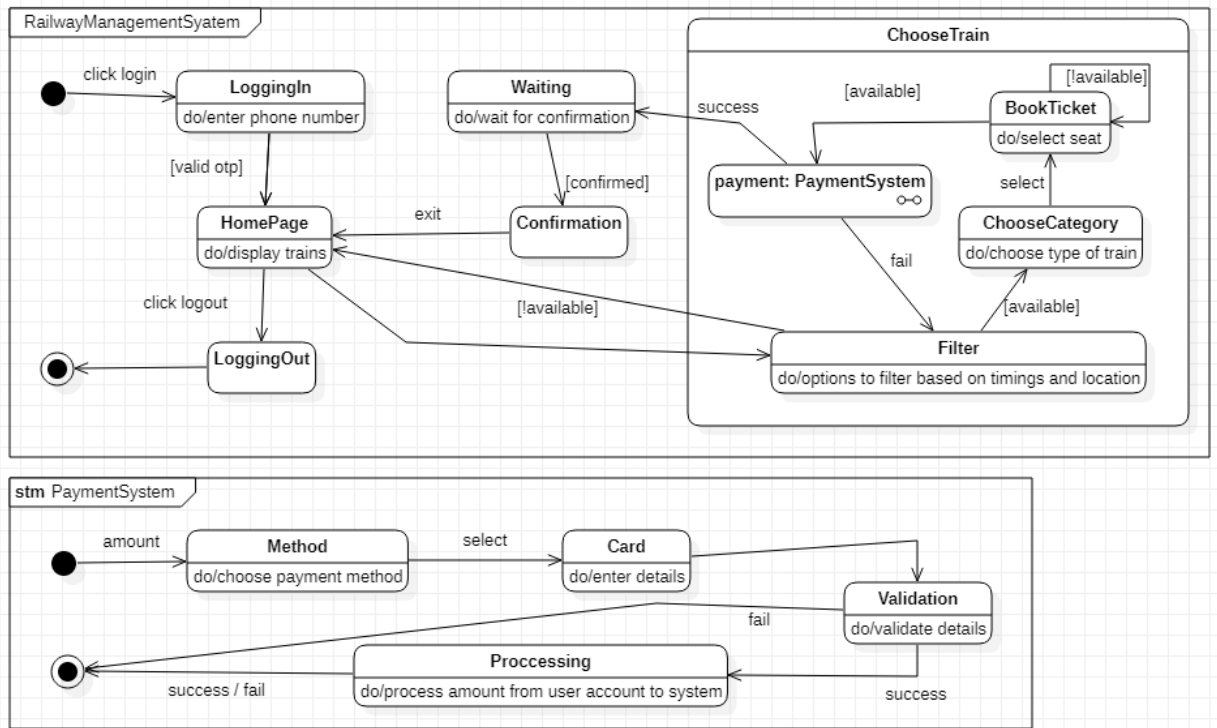 RailwayManagementSyatem
ChooseTrain
click login
LoggingIn
do/enter phone number
Waiting
do/wait for confirmation
success
[available]
[!available]
BookTicket
do/select seat
[valid otp]
[confirmed]
payment: PaymentSystem
select
HomePage
do/display trains
exit
Confirmation
ChooseCategory
do/choose type of train
fail
click logout
[!available]
[available]
LoggingOut
Filter
do/options to filter based on timings and location
stm PaymentSystem
amount
Method
do/choose payment method
select
Card
do/enter details
Validation
do/validate details
fail
Proccessing
do/process amount from user account to system
success / fail
success